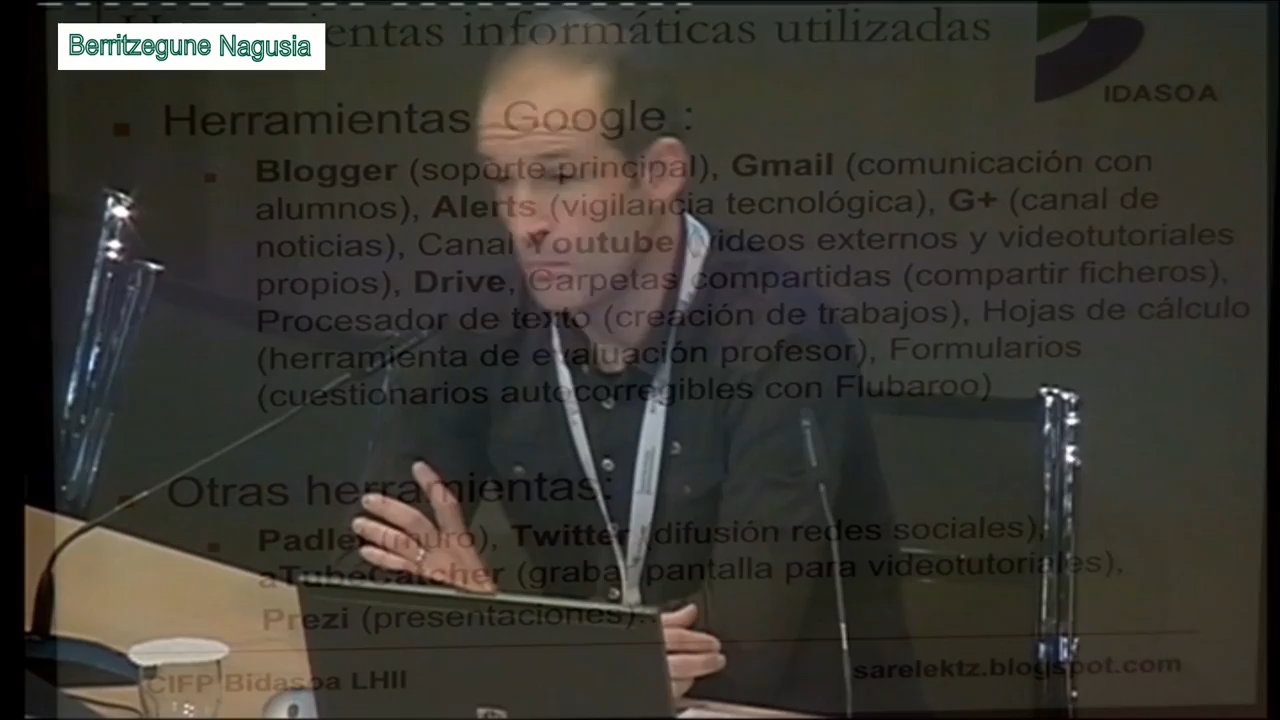 Berritzegune Nagusia
entas informáticas utilizadas
IDASOA
Herramientas Google :
Blogger (soporte principal), Gmail (comunicación con
alumnos), Alerts (vigilancia tecnológica), G+ (canal de
noticias), Canal Youtube (videos externos y videotutoriales
propios), Drive, Carpetas compartidas (compartir ficheros),
Procesador de texto (creación de trabajos), Hojas de cálculo
(herramienta de evaluación profesor), Formularios
(cuestionarios autocorregibles con Flubaroo)
Otras herramientas:
Padlet (muro), Twitter (difusión redes sociales),
aTubeCatcher (grabar pantalla para videotutoriales),
Prezi (presentaciones).
CIFP Bidasoa LHII
sarelektz.blogspot.com
hp